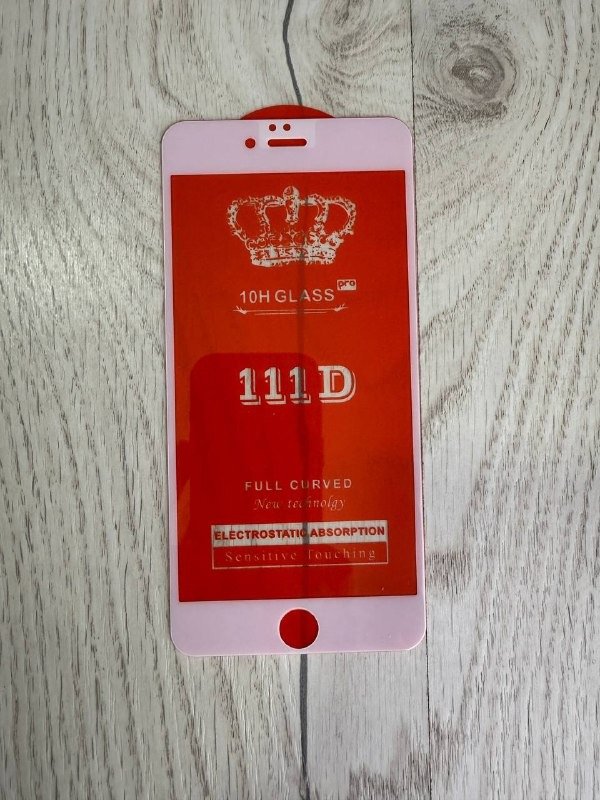 10H GLASS pro
111D
FULL CURVED
New technolgy
ELECTROSTATIC ABSORPTION
Sensitive Touching